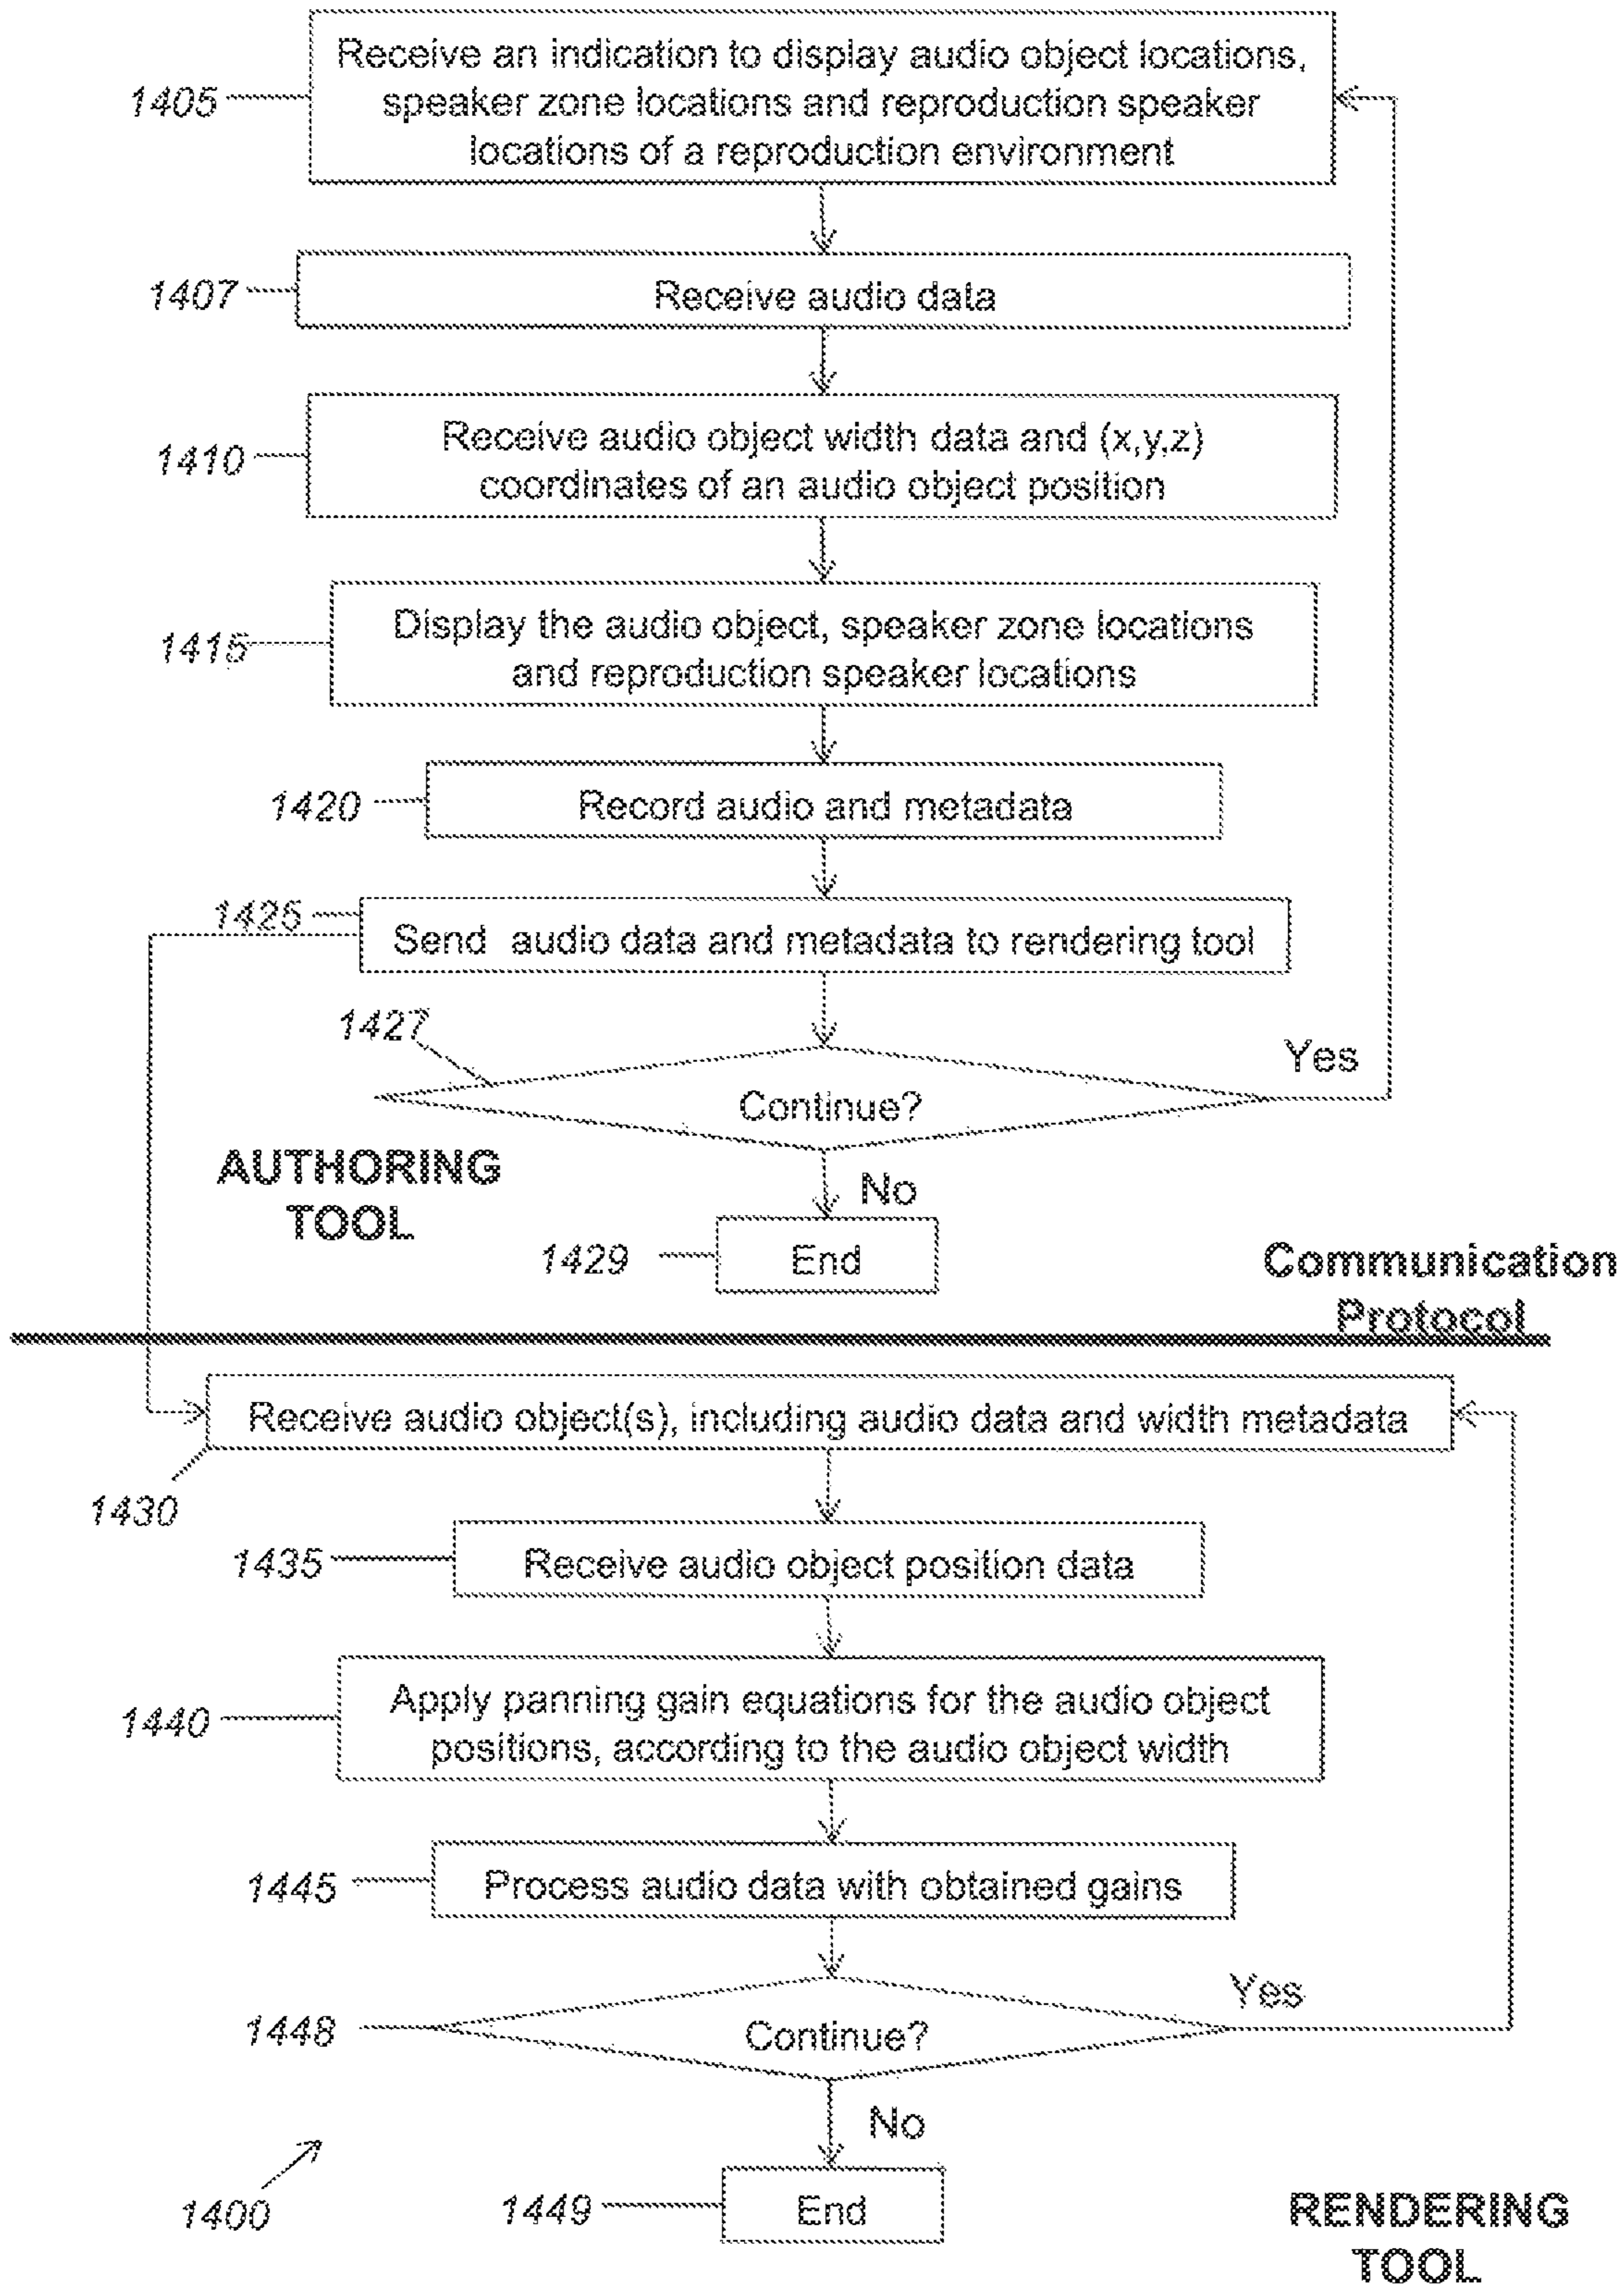 Receive an indication to display audio object locations,
1405
speaker zone locations and reproduction speaker
locations of a reproduction environment
1407
Receive audio data
1410
Receive audio object width data and (x,y,z)
coordinates of an audio object position
1415
Display the audio object, speaker zone locations
and reproduction speaker locations
1420
Record audio and metadata
1425
Send audio data and metadata to rendering tool
1427
Continue?
Yes
AUTHORING
TOOL
No
1429
End
Communication
Protocol
Receive audio object(s), including audio data and width metadata
1430
1435
Receive audio object position data
1440
Apply panning gain equations for the audio object
positions, according to the audio object width
1445
Process audio data with obtained gains
1448
Continue?
Yes
No
1400
1449
End
RENDERING
TOOL